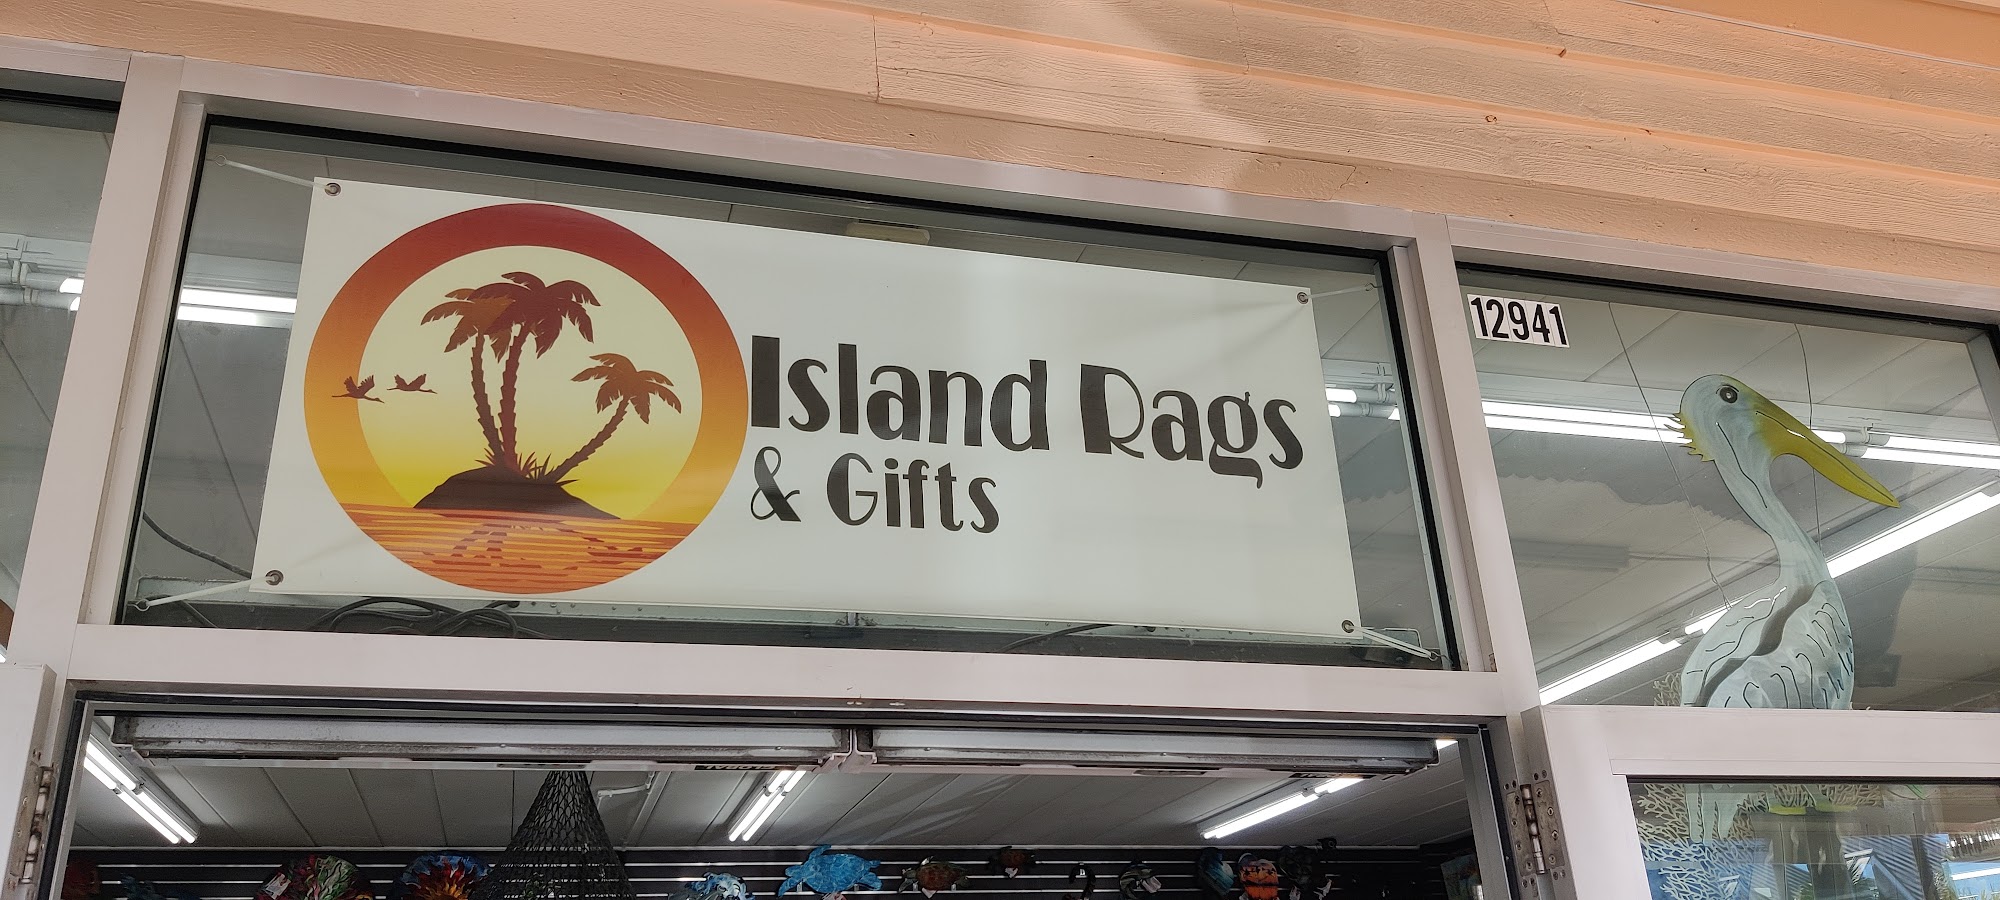 Island Rags
& Gifts
12941